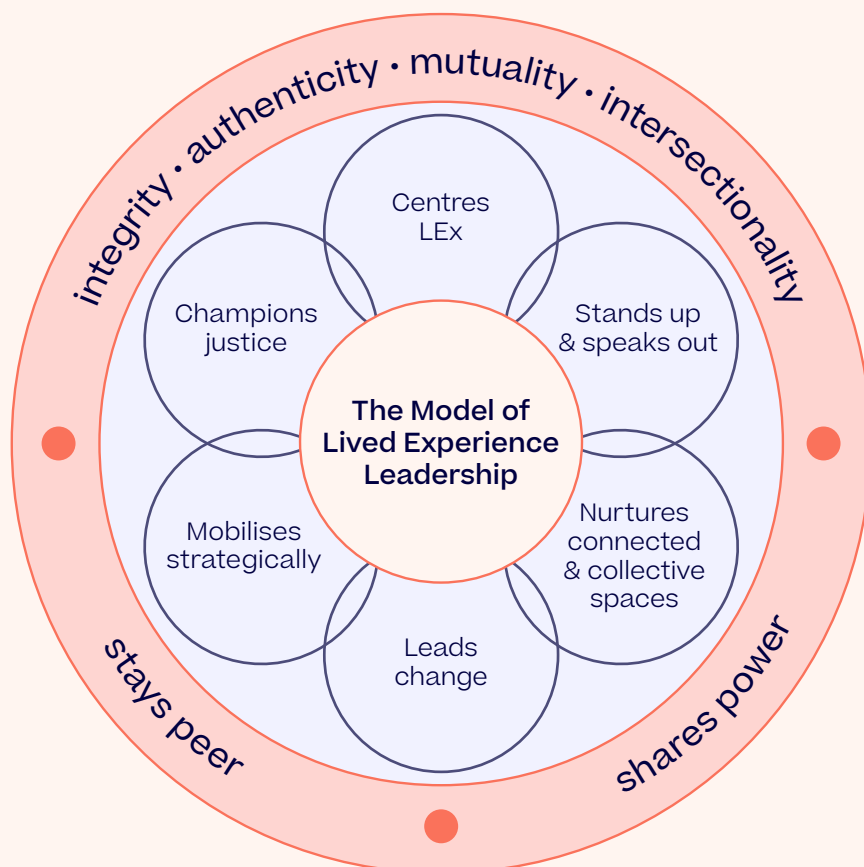 integrity · authenticity · mutuality · intersectionality
Centres
LEx
Champions
justice
Stands up
& speaks out
The Model of
Lived Experience
Leadership
Mobilises
strategically
Nurtures
connected
& collective
spaces
Leads
change
stays peer
shares power